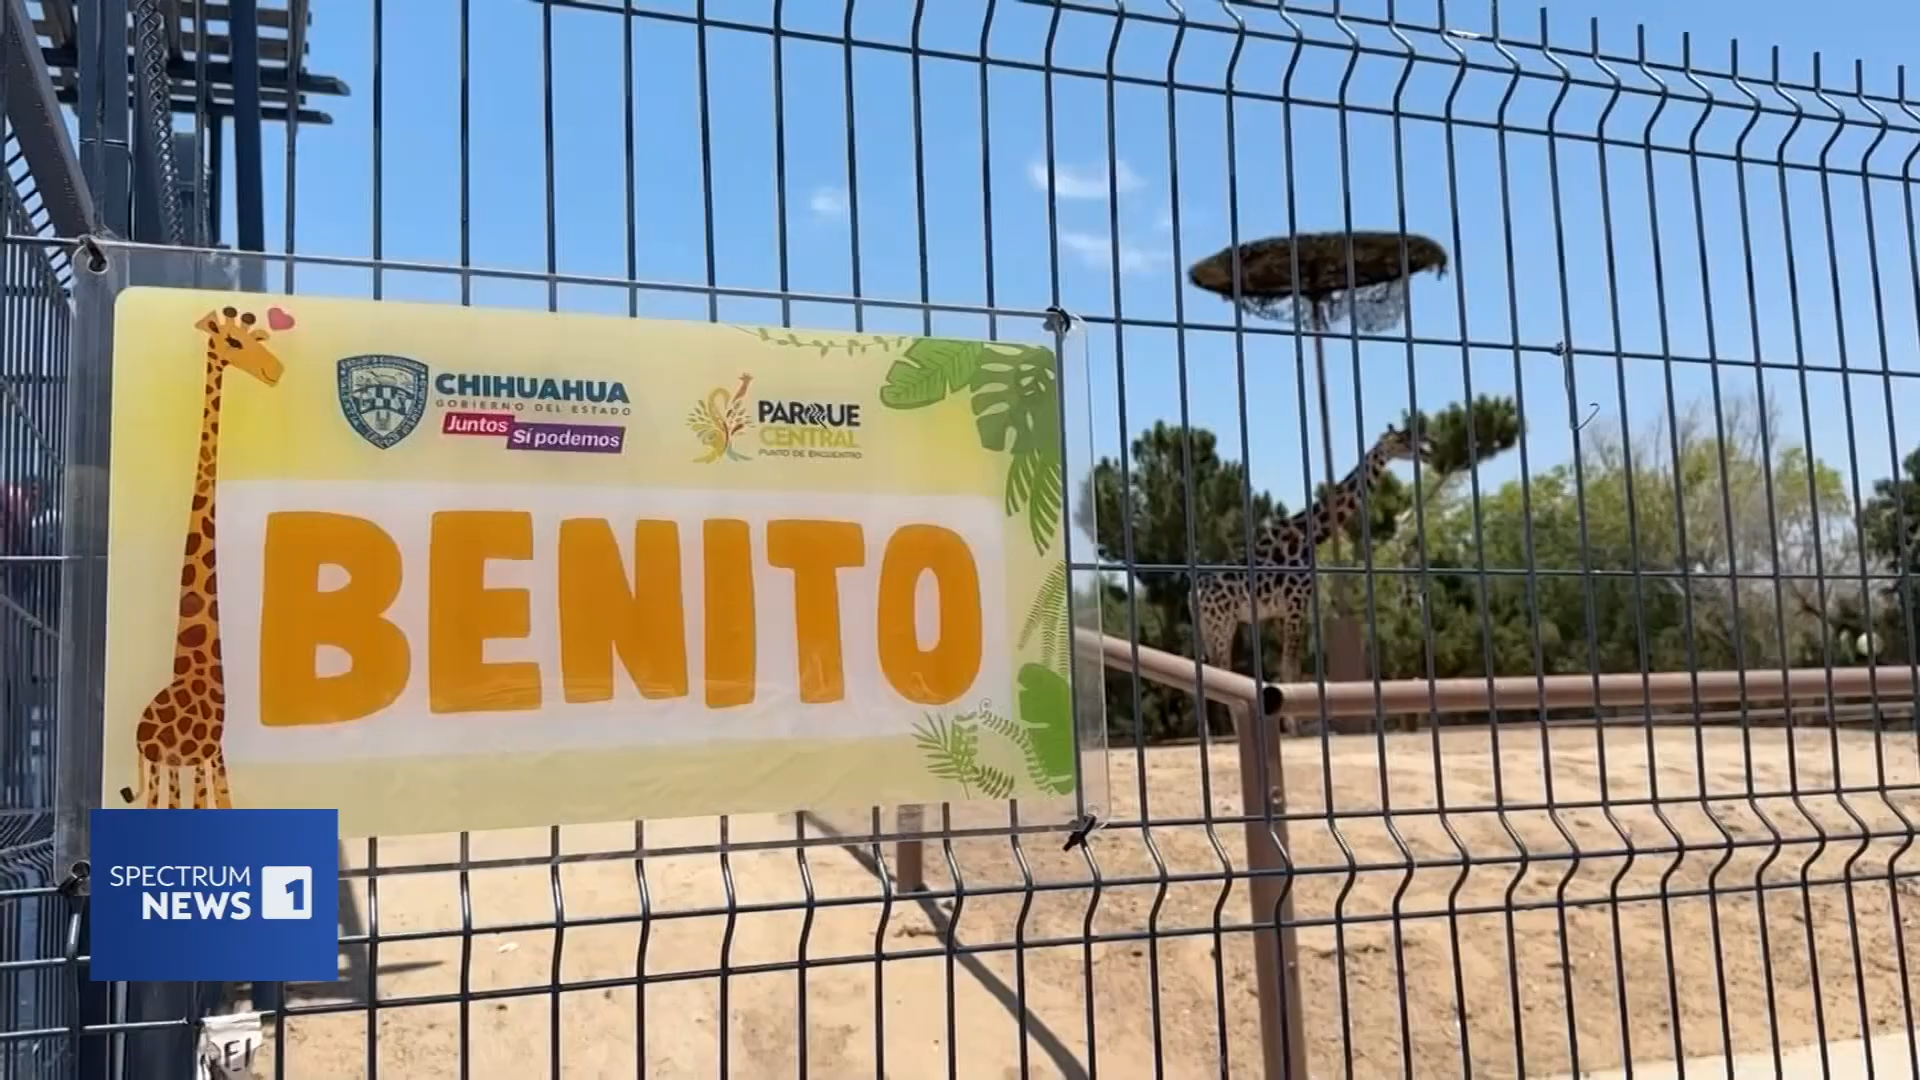 CHIHUAHUA
GOBIERNO DEL ESTADO
Juntos
Sí podemos
PARQUE
CENTRAL
PUNTO DE ENCUENTRO
BENITO
SPECTRUM
NEWS 1